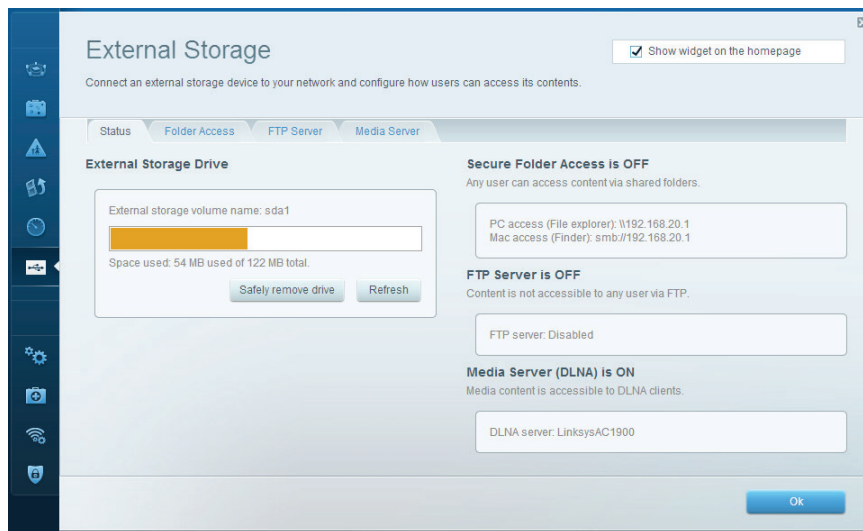 External Storage
Show widget on the homepage
Connect an external storage device to your network and configure how users can access its contents.
Status
Folder Access
FTP Server
Media Server
External Storage Drive
External storage volume name: sda1
Space used: 54 MB used of 122 MB total.
Safely remove drive
Refresh
Secure Folder Access is OFF
Any user can access content via shared folders.
PC access (File explorer): \\192.168.20.1
Mac access (Finder): smb://192.168.20.1
FTP Server is OFF
Content is not accessible to any user via FTP.
FTP server: Disabled
Media Server (DLNA) is ON
Media content is accessible to DLNA clients.
DLNA server: LinksysAC1900
Ok